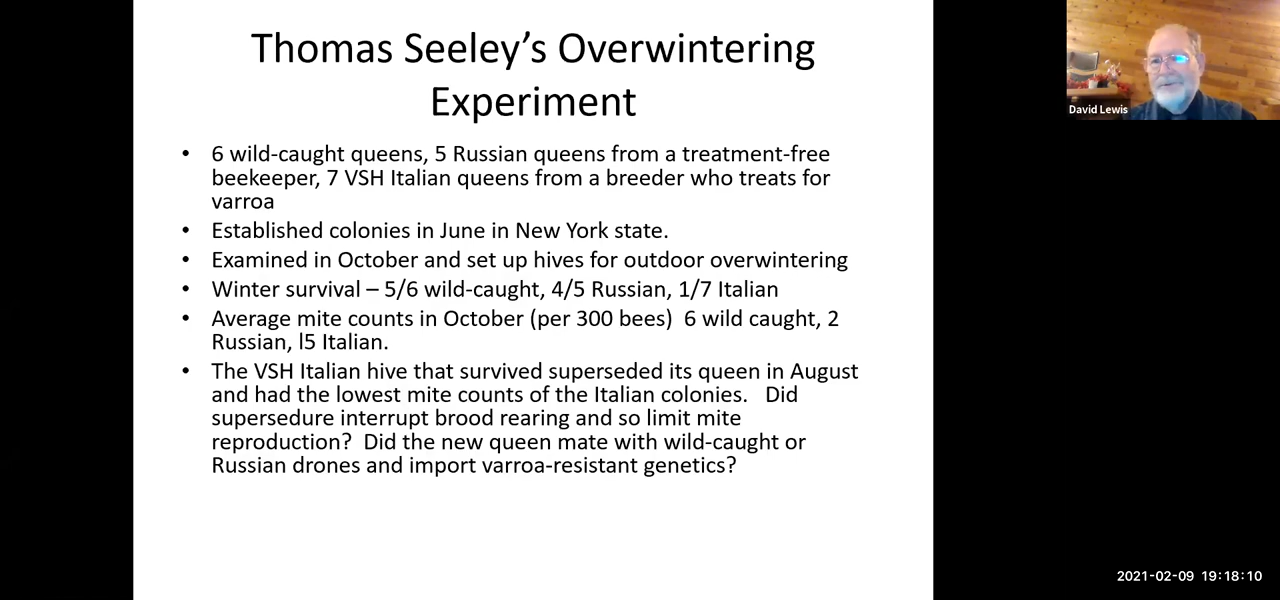 Thomas Seeley’s Overwintering
Experiment
• 6 wild-caught queens, 5 Russian queens from a treatment-free
beekeeper, 7 VSH Italian queens from a breeder who treats for
varroa
• Established colonies in June in New York state.
• Examined in October and set up hives for outdoor overwintering
• Winter survival – 5/6 wild-caught, 4/5 Russian, 1/7 Italian
• Average mite counts in October (per 300 bees)  6 wild caught, 2
Russian, l5 Italian.
• The VSH Italian hive that survived superseded its queen in August
and had the lowest mite counts of the Italian colonies.   Did
supersedure interrupt brood rearing and so limit mite
reproduction?  Did the new queen mate with wild-caught or
Russian drones and import varroa-resistant genetics?
David Lewis
2021-02-09  19:18:10